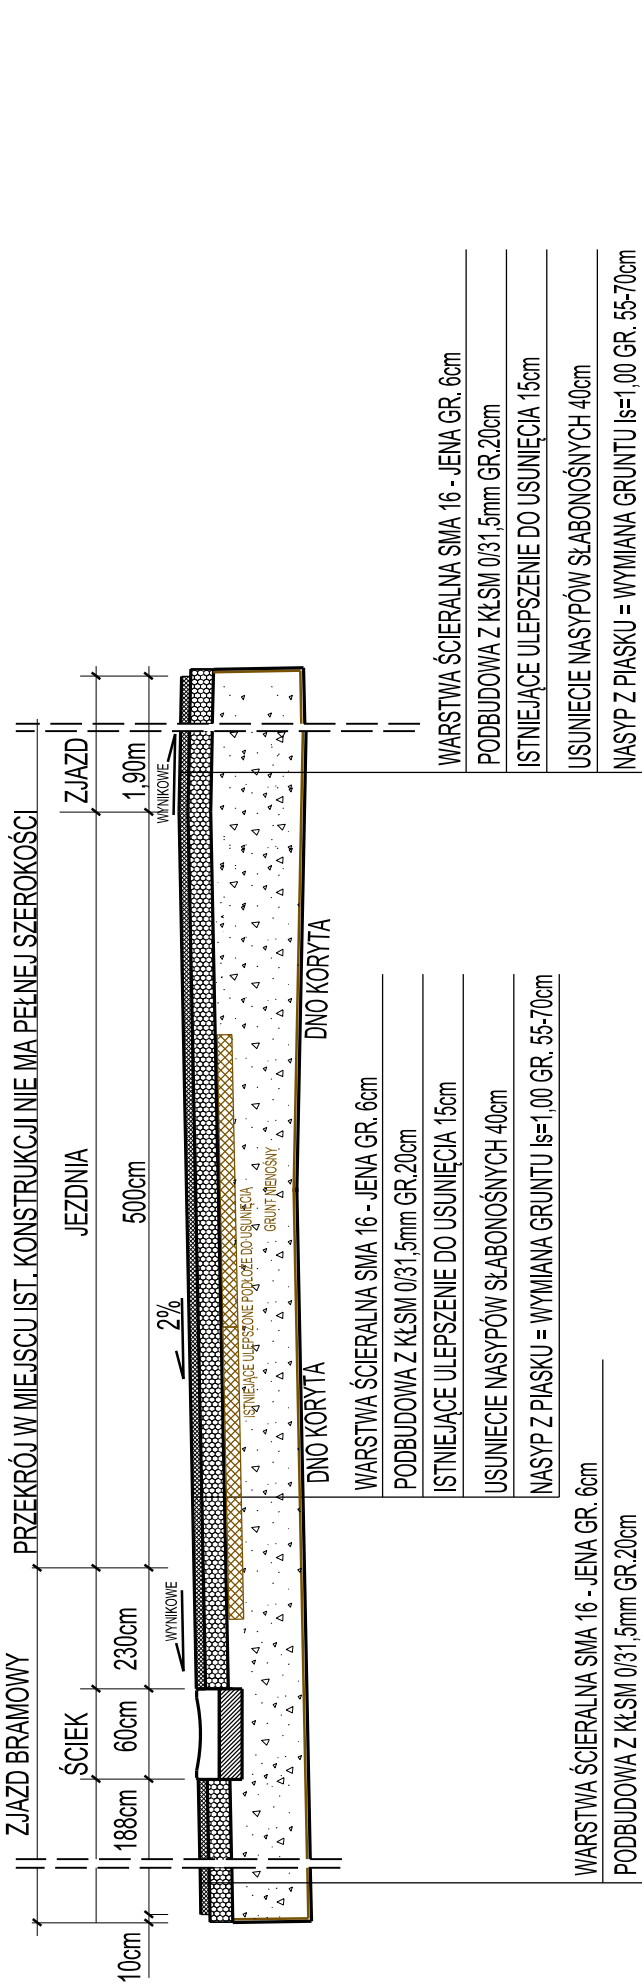 PRZEKRÓJ W MIEJSCU IST. KONSTRUKCJI NIE MA PEŁNEJ SZEROKOŚCI
ZJAZD BRAMOWY
ŚCIEK
JEZDNIA
ZJAZD
10cm
188cm
60cm
230cm
500cm
1,90m
WYNIKOWE
2%
WYNIKOWE
ISTNIEJĄCE ULEPSZONE PODŁOŻE DO USUNIĘCIA
GRUNT NIENOŚNY
DNO KORYTA
DNO KORYTA
WARSTWA ŚCIERALNA SMA 16 - JENA GR. 6cm
PODBUDOWA Z KŁSM 0/31,5mm GR.20cm
WARSTWA ŚCIERALNA SMA 16 - JENA GR. 6cm
PODBUDOWA Z KŁSM 0/31,5mm GR.20cm
ISTNIEJĄCE ULEPSZENIE DO USUNIĘCIA 15cm
USUNIECIE NASYPÓW SŁABONOŚNYCH 40cm
NASYP Z PIASKU = WYMIANA GRUNTU Is=1,00 GR. 55-70cm
WARSTWA ŚCIERALNA SMA 16 - JENA GR. 6cm
PODBUDOWA Z KŁSM 0/31,5mm GR.20cm
ISTNIEJĄCE ULEPSZENIE DO USUNIĘCIA 15cm
USUNIECIE NASYPÓW SŁABONOŚNYCH 40cm
NASYP Z PIASKU = WYMIANA GRUNTU Is=1,00 GR. 55-70cm